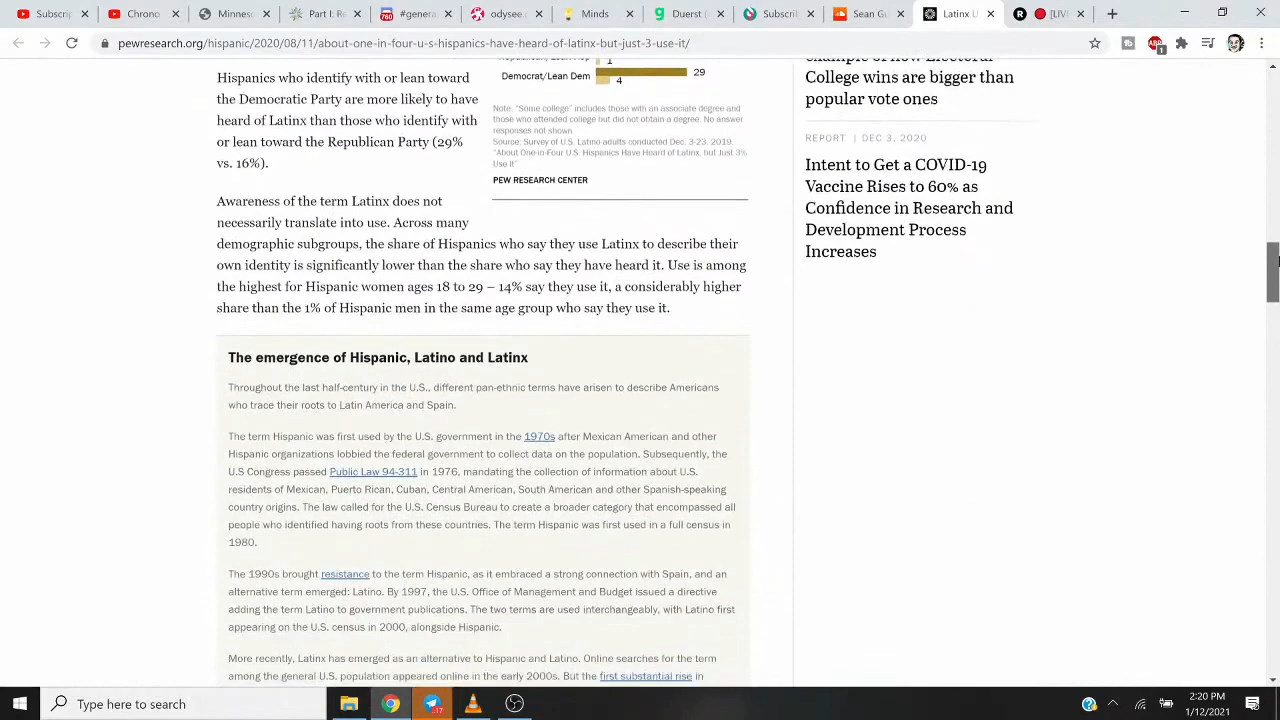 Subscri
Latino
Menso
Girl Re
760
#genera
odysee
Minds
Durst (
Subscri
Sean G
Latinx U
[LIV
pewresearch.org/hispanic/2020/08/11/about-one-in-four-u-s-hispanics-have-heard-of-latinx-but-just-3-use-it/
1
Democrat/Lean Dem
29
4
Hispanics who identify with or lean toward
the Democratic Party are more likely to have
heard of Latinx than those who identify with
or lean toward the Republican Party (29%
vs. 16%).
Note: "Some college" includes those with an associate degree and
those who attended college but did not obtain a degree. No answer
responses not shown
Source: Survey of U.S. Latino adults conducted Dec. 3-23, 2019.
"About One-in-Four U.S. Hispanics Have Heard of Latinx, but Just 3%
Use It"
PEW RESEARCH CENTER
Awareness of the term Latinx does not
necessarily translate into use. Across many
demographic subgroups, the share of Hispanics who say they use Latinx to describe their
own identity is significantly lower than the share who say they have heard it. Use is among
the highest for Hispanic women ages 18 to 29 – 14% say they use it, a considerably higher
share than the 1% of Hispanic men in the same age group who say they use it.
The emergence of Hispanic, Latino and Latinx
Throughout the last half-century in the U.S., different pan-ethnic terms have arisen to describe Americans
who trace their roots to Latin America and Spain.
The term Hispanic was first used by the U.S. government in the 1970s after Mexican American and other
Hispanic organizations lobbied the federal government to collect data on the population. Subsequently, the
U.S Congress passed Public Law 94-311 in 1976, mandating the collection of information about U.S.
residents of Mexican, Puerto Rican, Cuban, Central American, South American and other Spanish-speaking
country origins. The law called for the U.S. Census Bureau to create a broader category that encompassed all
people who identified having roots from these countries. The term Hispanic was first used in a full census in
1980.
The 1990s brought resistance to the term Hispanic, as it embraced a strong connection with Spain, and an
alternative term emerged: Latino. By 1997, the U.S. Office of Management and Budget issued a directive
adding the term Latino to government publications. The two terms are used interchangeably, with Latino first
appearing on the U.S. census in 2000, alongside Hispanic.
More recently, Latinx has emerged as an alternative to Hispanic and Latino. Online searches for the term
among the general U.S. population appeared online in the early 2000s. But the first substantial rise in
example of how Electoral
College wins are bigger than
popular vote ones
REPORT | DEC 3, 2020
Intent to Get a COVID-19
Vaccine Rises to 60% as
Confidence in Research and
Development Process
Increases
Type here to search
17
2:20 PM
1/12/2021